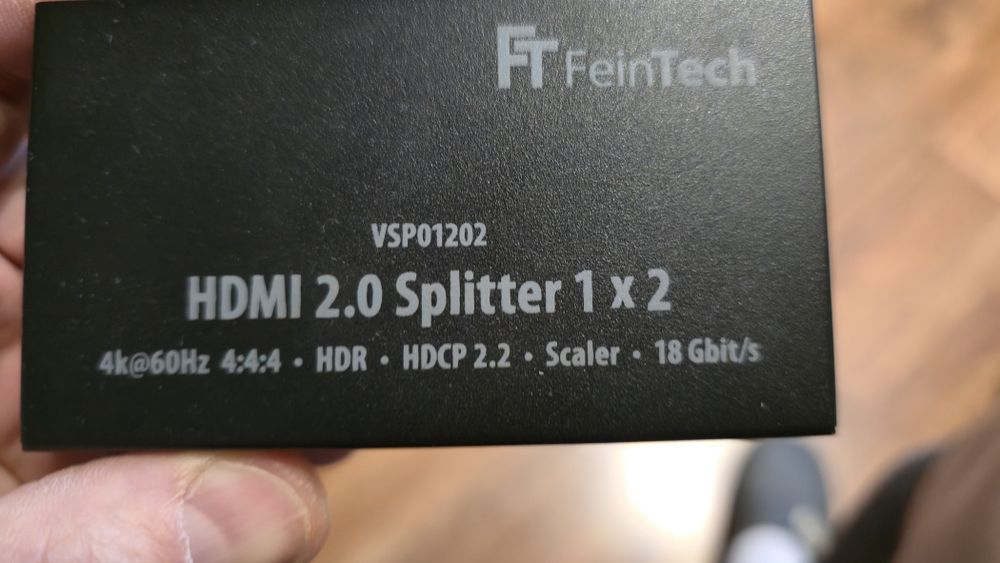 FT FeinTech
VSP01202
HDMI 2.0 Splitter 1 x 2
4k@60Hz 4:4:4 • HDR • HDCP 2.2 • Scaler • 18 Gbit/s